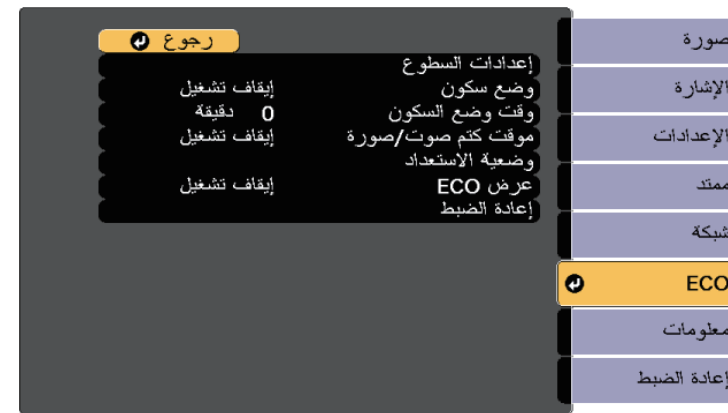 صورة
الإشارة
الإعدادات
ممتد
شبكة
ECO
معلومات
إعادة الضبط
رجوع
إعدادات السطوع
وضع سكون إيقاف تشغيل
وقت وضع السكون 0 دقيقة
موقت كتم صوت/صورة إيقاف تشغيل
وضعية الاستعداد
عرض ECO إيقاف تشغيل
إعادة الضبط